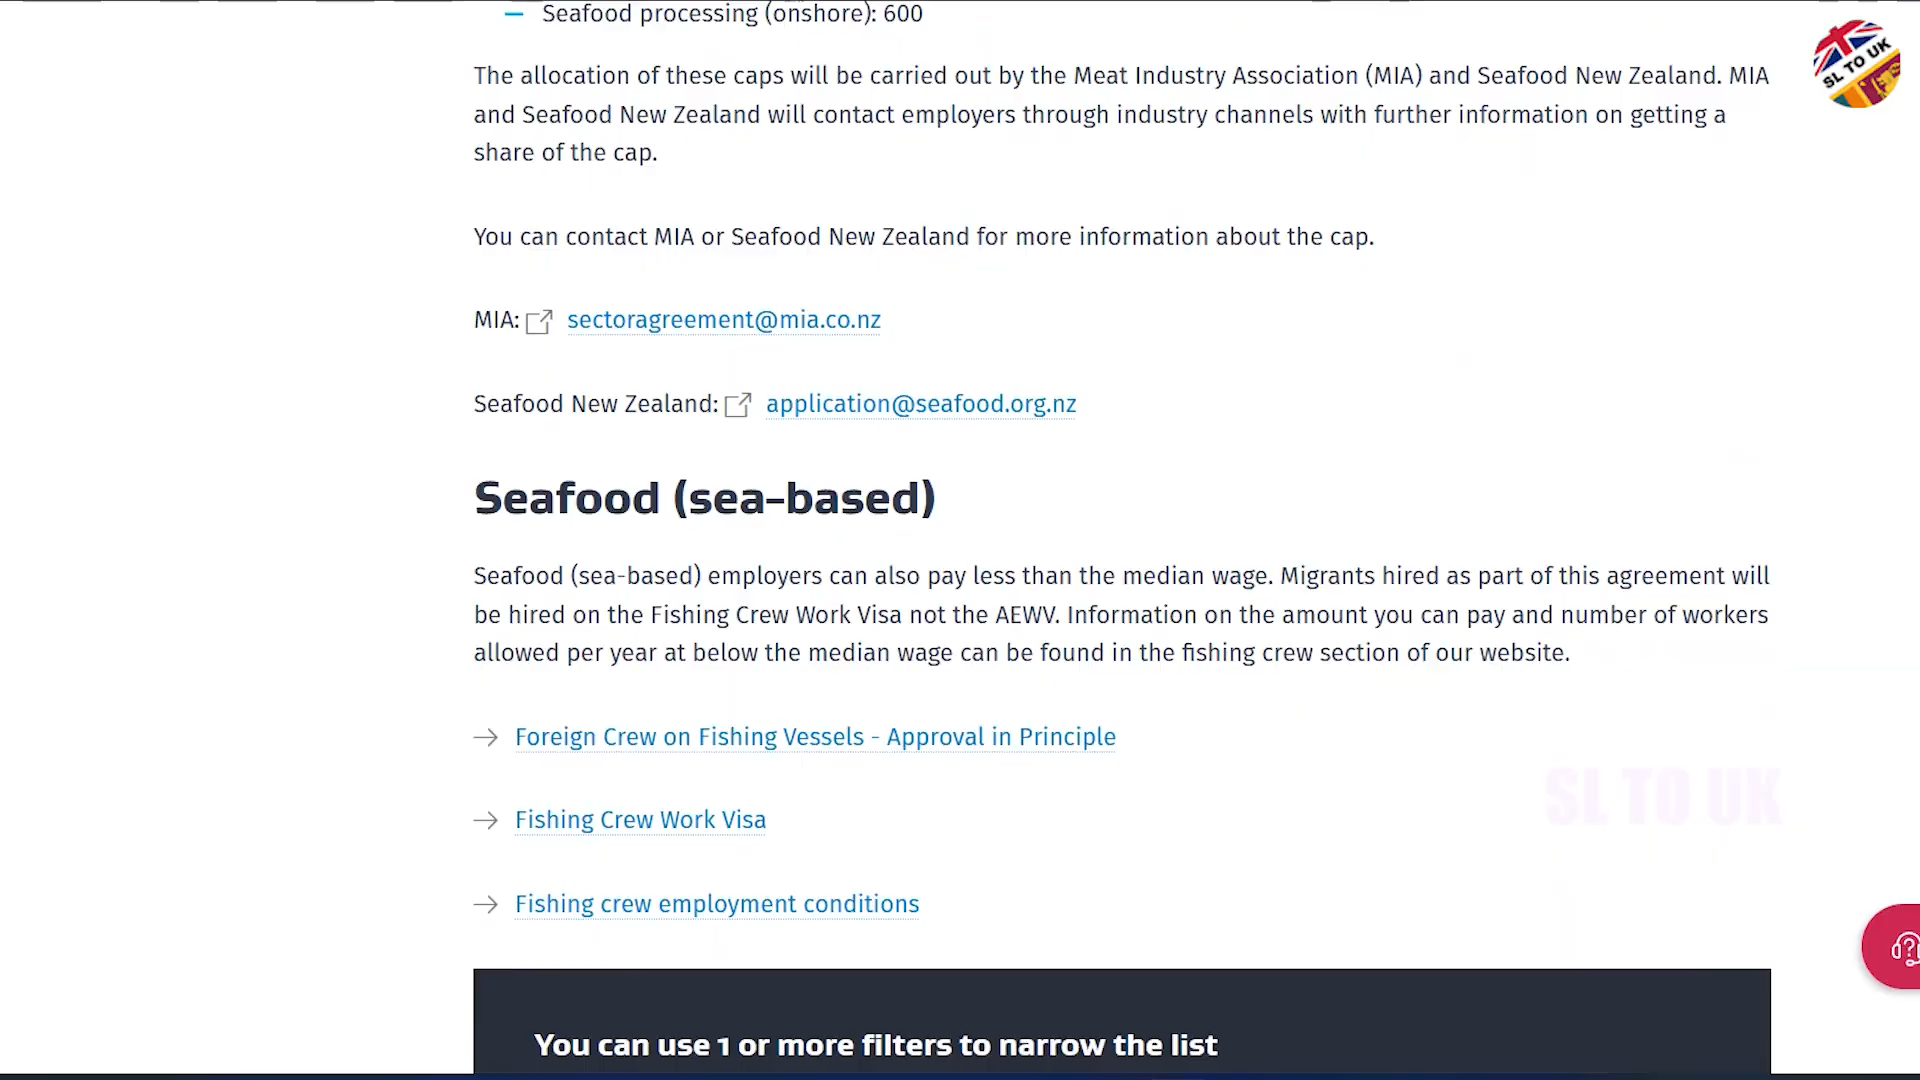 Seafood processing (onshore): 600
SL TO UK
The allocation of these caps will be carried out by the Meat Industry Association (MIA) and Seafood New Zealand. MIA
and Seafood New Zealand will contact employers through industry channels with further information on getting a
share of the cap.
You can contact MIA or Seafood New Zealand for more information about the cap.
MIA: sectoragreement@mia.co.nz
Seafood New Zealand: application@seafood.org.nz
Seafood (sea-based)
Seafood (sea-based) employers can also pay less than the median wage. Migrants hired as part of this agreement will
be hired on the Fishing Crew Work Visa not the AEWV. Information on the amount you can pay and number of workers
allowed per year at below the median wage can be found in the fishing crew section of our website.
Foreign Crew on Fishing Vessels - Approval in Principle
Fishing Crew Work Visa
SL TO UK
Fishing crew employment conditions
You can use 1 or more filters to narrow the list